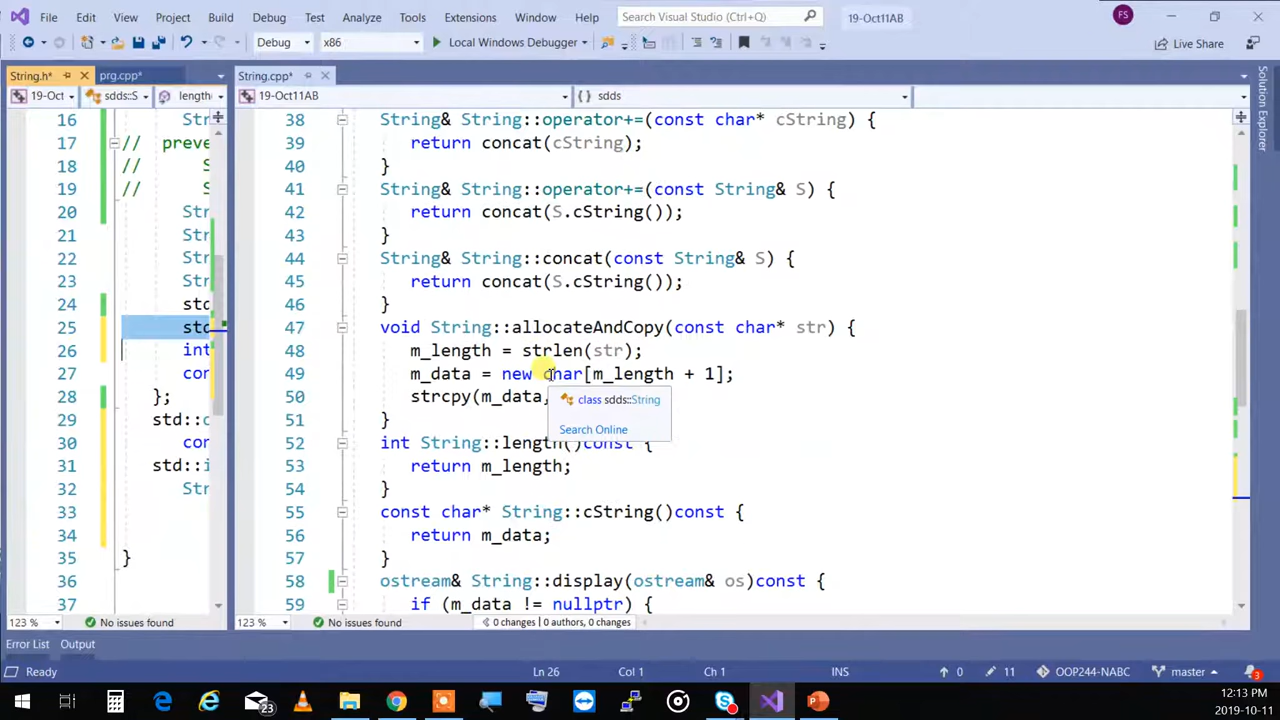 File Edit View Project Build Debug Test Analyze Tools Extensions Window Help Search Visual Studio (Ctrl+Q) 19-Oct11AB FS
Debug x86 Local Windows Debugger Live Share
String.h* prg.cpp* String.cpp*
19-Oct sdds::S length 19-Oct11AB sdds
16 Str
17 // preve
18 // S
19 // S
20 Str
21 Str
22 Str
23 Str
24 std
25 std
26 int
27 con
28 };
29 std::c
30 con
31 std::i
32 Str
33
34
35 }
36
37
38 String& String::operator+=(const char* cString) {
39 return concat(cString);
40 }
41 String& String::operator+=(const String& S) {
42 return concat(S.cString());
43 }
44 String& String::concat(const String& S) {
45 return concat(S.cString());
46 }
47 void String::allocateAndCopy(const char* str) {
48 m_length = strlen(str);
49 m_data = new char[m_length + 1];
50 strcpy(m_data,
class sdds::String
Search Online
51 }
52 int String::length()const {
53 return m_length;
54 }
55 const char* String::cString()const {
56 return m_data;
57 }
58 ostream& String::display(ostream& os)const {
59 if (m_data != nullptr) {
123 % No issues found 123 % No issues found 0 changes | 0 authors, 0 changes
Solution Explorer
Error List Output
Ready Ln 26 Col 1 Ch 1 INS 0 11 OOP244-NABC master 3
23 12:13 PM
2019-10-11